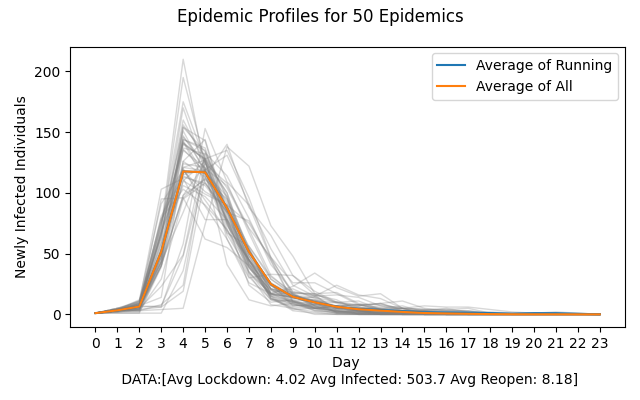 Epidemic Profiles for 50 Epidemics
Average of Running
Average of All
Newly Infected Individuals
200
150
100
50
0
0 1 2 3 4 5 6 7 8 9 10 11 12 13 14 15 16 17 18 19 20 21 22 23
Day
DATA:[Avg Lockdown: 4.02 Avg Infected: 503.7 Avg Reopen: 8.18]